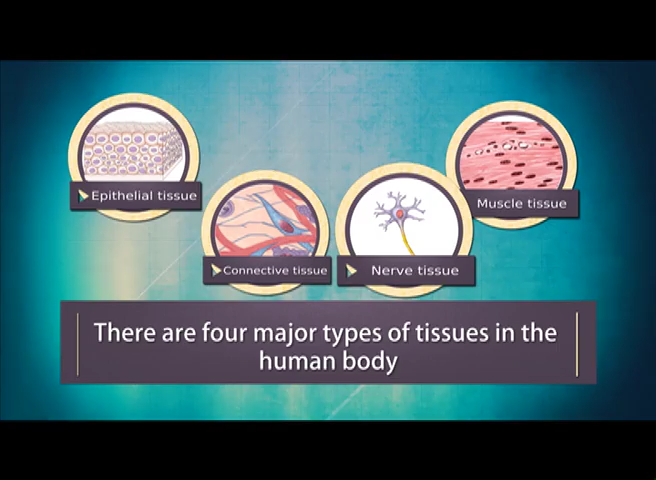 Epithelial tissue
Connective tissue
Nerve tissue
Muscle tissue
There are four major types of tissues in the
human body